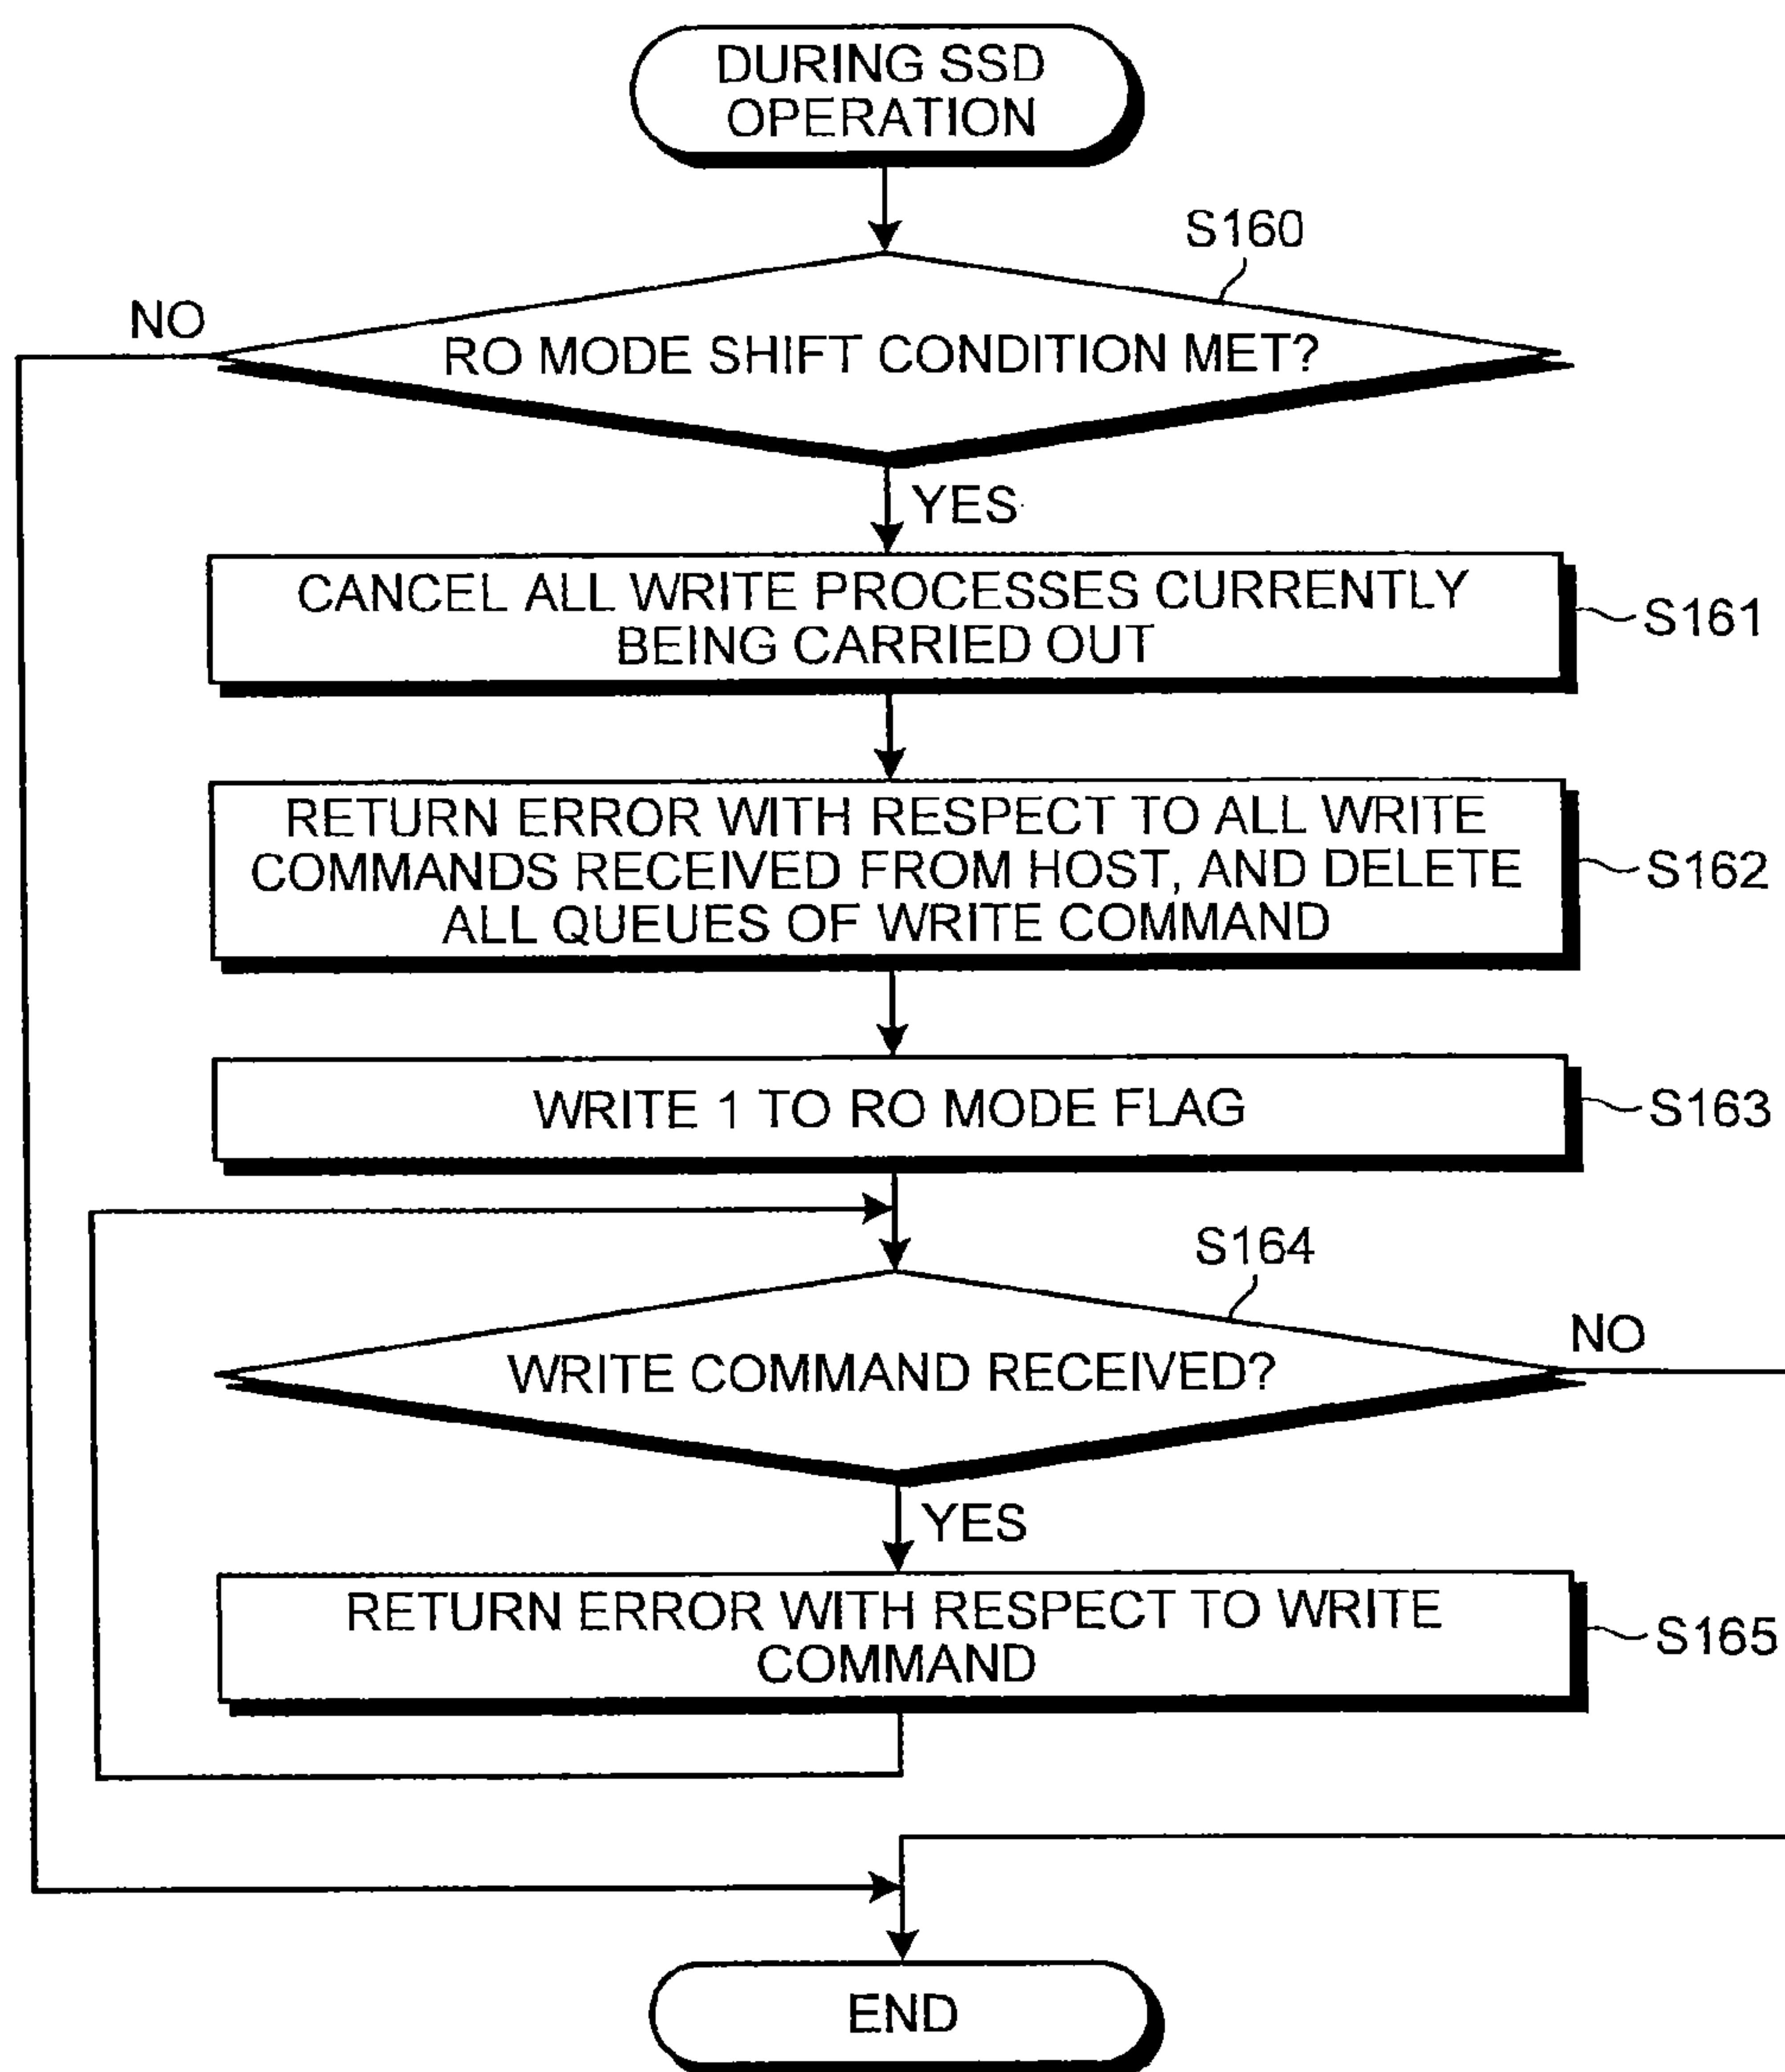 DURING SSD
OPERATION
S160
NO
RO MODE SHIFT CONDITION MET?
YES
CANCEL ALL WRITE PROCESSES CURRENTLY
BEING CARRIED OUT
S161
RETURN ERROR WITH RESPECT TO ALL WRITE
COMMANDS RECEIVED FROM HOST, AND DELETE
ALL QUEUES OF WRITE COMMAND
S162
WRITE 1 TO RO MODE FLAG
S163
S164
NO
WRITE COMMAND RECEIVED?
YES
RETURN ERROR WITH RESPECT TO WRITE
COMMAND
S165
END